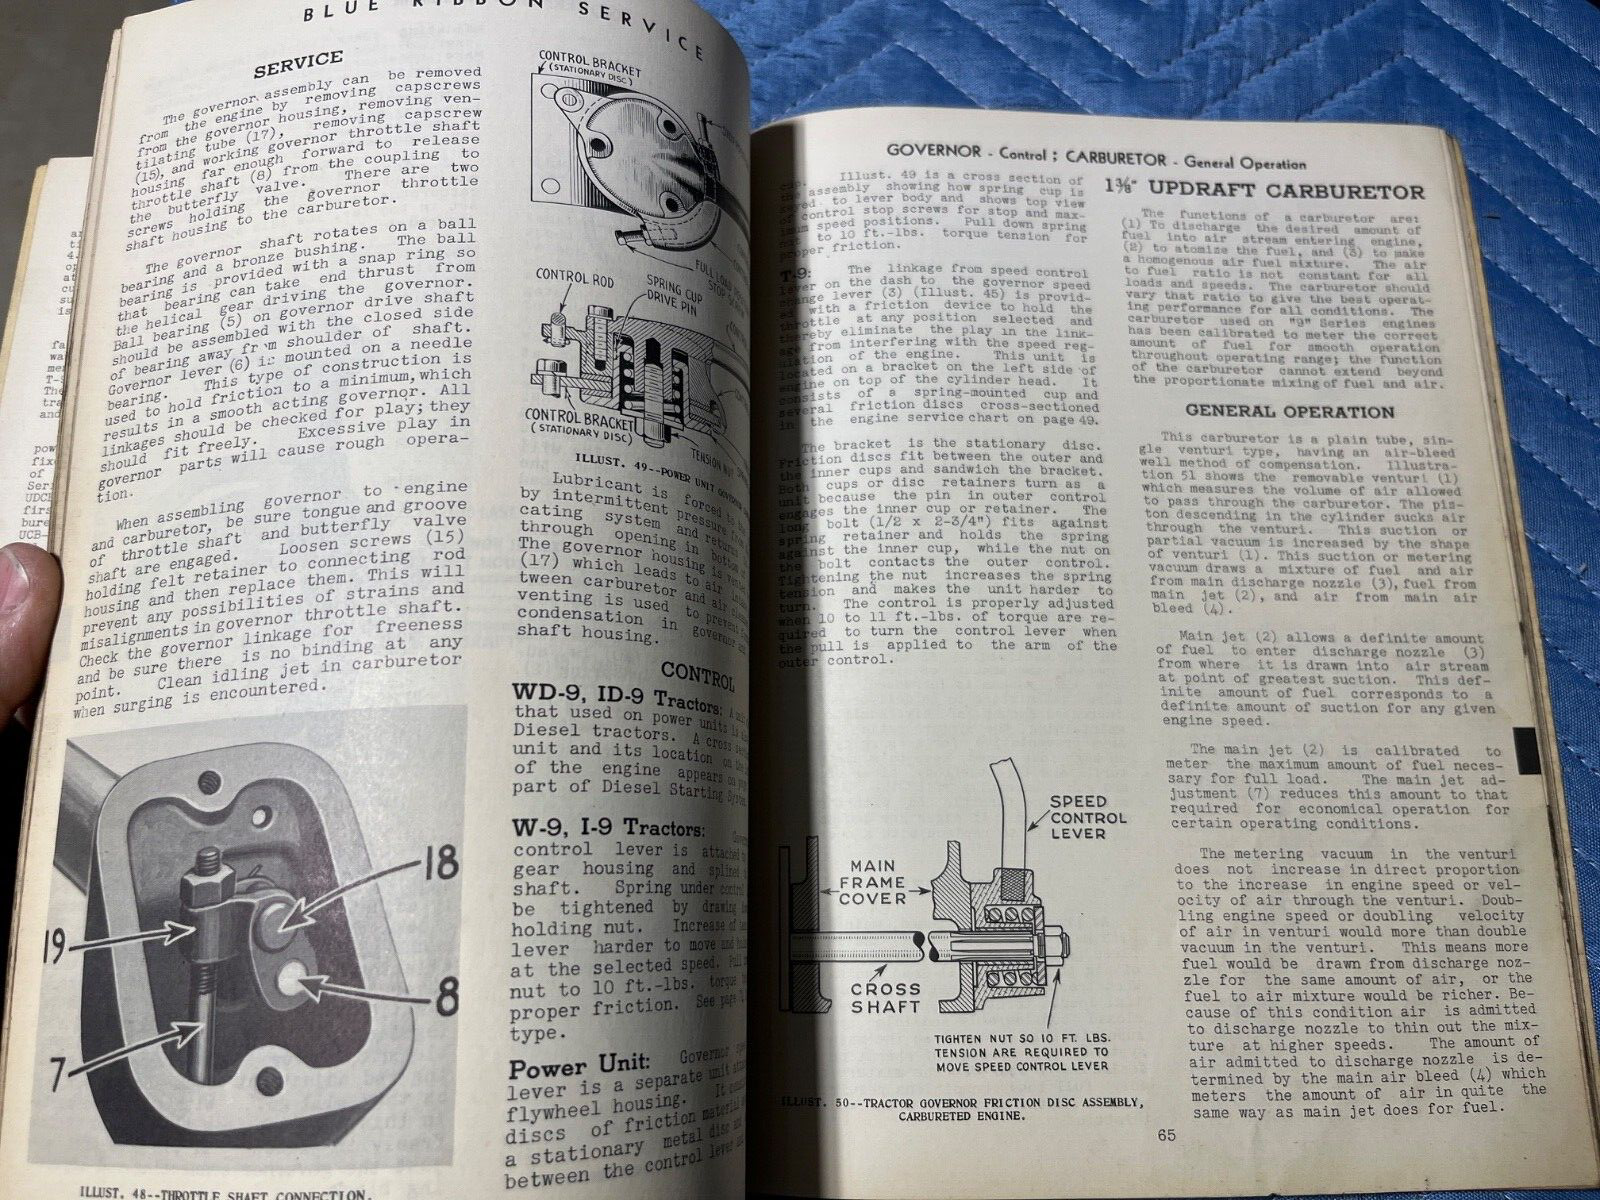 BLUE RIBBON SERVICE
SERVICE
The governor assembly can be removed
from the engine by removing capscrews
from the governor housing, removing ven-
tilating tube (17), removing capscrew
(15), and working governor throttle shaft
housing far enough forward to release
throttle shaft (8) from the coupling to
the butterfly valve. There are two
screws holding the governor throttle
shaft housing to the carburetor.
The governor shaft rotates on a ball
bearing and a bronze bushing. The ball
bearing is provided with a snap ring so
that bearing can take end thrust from
the helical gear driving the governor.
Ball bearing (5) on governor drive shaft
should be assembled with the closed side
of bearing away from shoulder of shaft.
Governor lever (6) is mounted on a needle
bearing. This type of construction is
used to hold friction to a minimum, which
results in a smooth acting governor. All
linkages should be checked for play; they
should fit freely. Excessive play in
governor parts will cause rough opera-
tion.
When assembling governor to engine
and carburetor, be sure tongue and groove
of throttle shaft and butterfly valve
shaft are engaged. Loosen screws (15)
holding felt retainer to connecting rod
housing and then replace them. This will
prevent any possibilities of strains and
misalignments in governor throttle shaft.
Check the governor linkage for freeness
and be sure there is no binding at any
point. Clean idling jet in carburetor
when surging is encountered.
18
19
8
7
ILLUST. 48--THROTTLE SHAFT CONNECTION.
CONTROL BRACKET
(STATIONARY DISC)
FULL LOAD
STOP
CONTROL ROD
SPRING CUP
DRIVE PIN
CONTROL BRACKET
(STATIONARY DISC)
TENSION NUT
ILLUST. 49--POWER UNIT GOVERNOR
Lubricant is forced
by intermittent pressure
cating system and returns
through opening in bottom
The governor housing is
(17) which leads to air
tween carburetor and air
venting is used to prevent
condensation in governor and
shaft housing.
CONTROL
WD-9, ID-9 Tractors: A
that used on power units is
Diesel tractors. A cross
unit and its location on the
of the engine appears on
part of Diesel Starting System.
W-9, I-9 Tractors:
control lever is attached
gear housing and splined
shaft. Spring under control
be tightened by drawing
holding nut. Increase of
lever harder to move and
at the selected speed. Pull
nut to 10 ft.-lbs. torque
proper friction. See page
type.
Power Unit: Governor
lever is a separate unit
flywheel housing. It
discs of friction material
a stationary metal disc
between the control lever
GOVERNOR - Control; CARBURETOR - General Operation
Illust. 49 is a cross section of
assembly showing how spring cup is
to lever body and shows top view
control stop screws for stop and max-
speed positions. Pull down spring
to 10 ft.-lbs. torque tension for
proper friction.
T-9: The linkage from speed control
lever on the dash to the governor speed
change lever (3) (Illust. 45) is provid-
ed with a friction device to hold the
throttle at any position selected and
thereby eliminate the play in the link-
age from interfering with the speed reg-
ulation of the engine. This unit is
located on a bracket on the left side of
engine on top of the cylinder head. It
consists of a spring-mounted cup and
several friction discs cross-sectioned
in the engine service chart on page 49.
The bracket is the stationary disc.
Friction discs fit between the outer and
the inner cups and sandwich the bracket.
Both cups or disc retainers turn as a
unit because the pin in outer control
engages the inner cup or retainer. The
long bolt (1/2 x 2-3/4") fits against
spring retainer and holds the spring
against the inner cup, while the nut on
the bolt contacts the outer control.
Tightening the nut increases the spring
tension and makes the unit harder to
turn. The control is properly adjusted
when 10 to 11 ft.-lbs. of torque are re-
quired to turn the control lever when
the pull is applied to the arm of the
outer control.
SPEED
CONTROL
LEVER
MAIN
FRAME
COVER
CROSS
SHAFT
TIGHTEN NUT SO 10 FT. LBS.
TENSION ARE REQUIRED TO
MOVE SPEED CONTROL LEVER
ILLUST. 50--TRACTOR GOVERNOR FRICTION DISC ASSEMBLY,
CARBURETED ENGINE.
1⅜" UPDRAFT CARBURETOR
The functions of a carburetor are:
(1) To discharge the desired amount of
fuel into air stream entering engine,
(2) to atomize the fuel, and (3) to make
a homogenous air fuel mixture. The air
to fuel ratio is not constant for all
loads and speeds. The carburetor should
vary that ratio to give the best operat-
ing performance for all conditions. The
carburetor used on "9" Series engines
has been calibrated to meter the correct
amount of fuel for smooth operation
throughout operating range; the function
of the carburetor cannot extend beyond
the proportionate mixing of fuel and air.
GENERAL OPERATION
This carburetor is a plain tube, sin-
gle venturi type, having an air-bleed
well method of compensation. Illustra-
tion 51 shows the removable venturi (1)
which measures the volume of air allowed
to pass through the carburetor. The pis-
ton descending in the cylinder sucks air
through the venturi. This suction or
partial vacuum is increased by the shape
of venturi (1). This suction or metering
vacuum draws a mixture of fuel and air
from main discharge nozzle (3), fuel from
main jet (2), and air from main air
bleed (4).
Main jet (2) allows a definite amount
of fuel to enter discharge nozzle (3)
from where it is drawn into air stream
at point of greatest suction. This def-
inite amount of fuel corresponds to a
definite amount of suction for any given
engine speed.
The main jet (2) is calibrated to
meter the maximum amount of fuel neces-
sary for full load. The main jet ad-
justment (7) reduces this amount to that
required for economical operation for
certain operating conditions.
The metering vacuum in the venturi
does not increase in direct proportion
to the increase in engine speed or vel-
ocity of air through the venturi. Doub-
ling engine speed or doubling velocity
of air in venturi would more than double
vacuum in the venturi. This means more
fuel would be drawn from discharge noz-
zle for the same amount of air, or the
fuel to air mixture would be richer. Be-
cause of this condition air is admitted
to discharge nozzle to thin out the mix-
ture at higher speeds. The amount of
air admitted to discharge nozzle is de-
termined by the main air bleed (4) which
meters the amount of air in quite the
same way as main jet does for fuel.
65